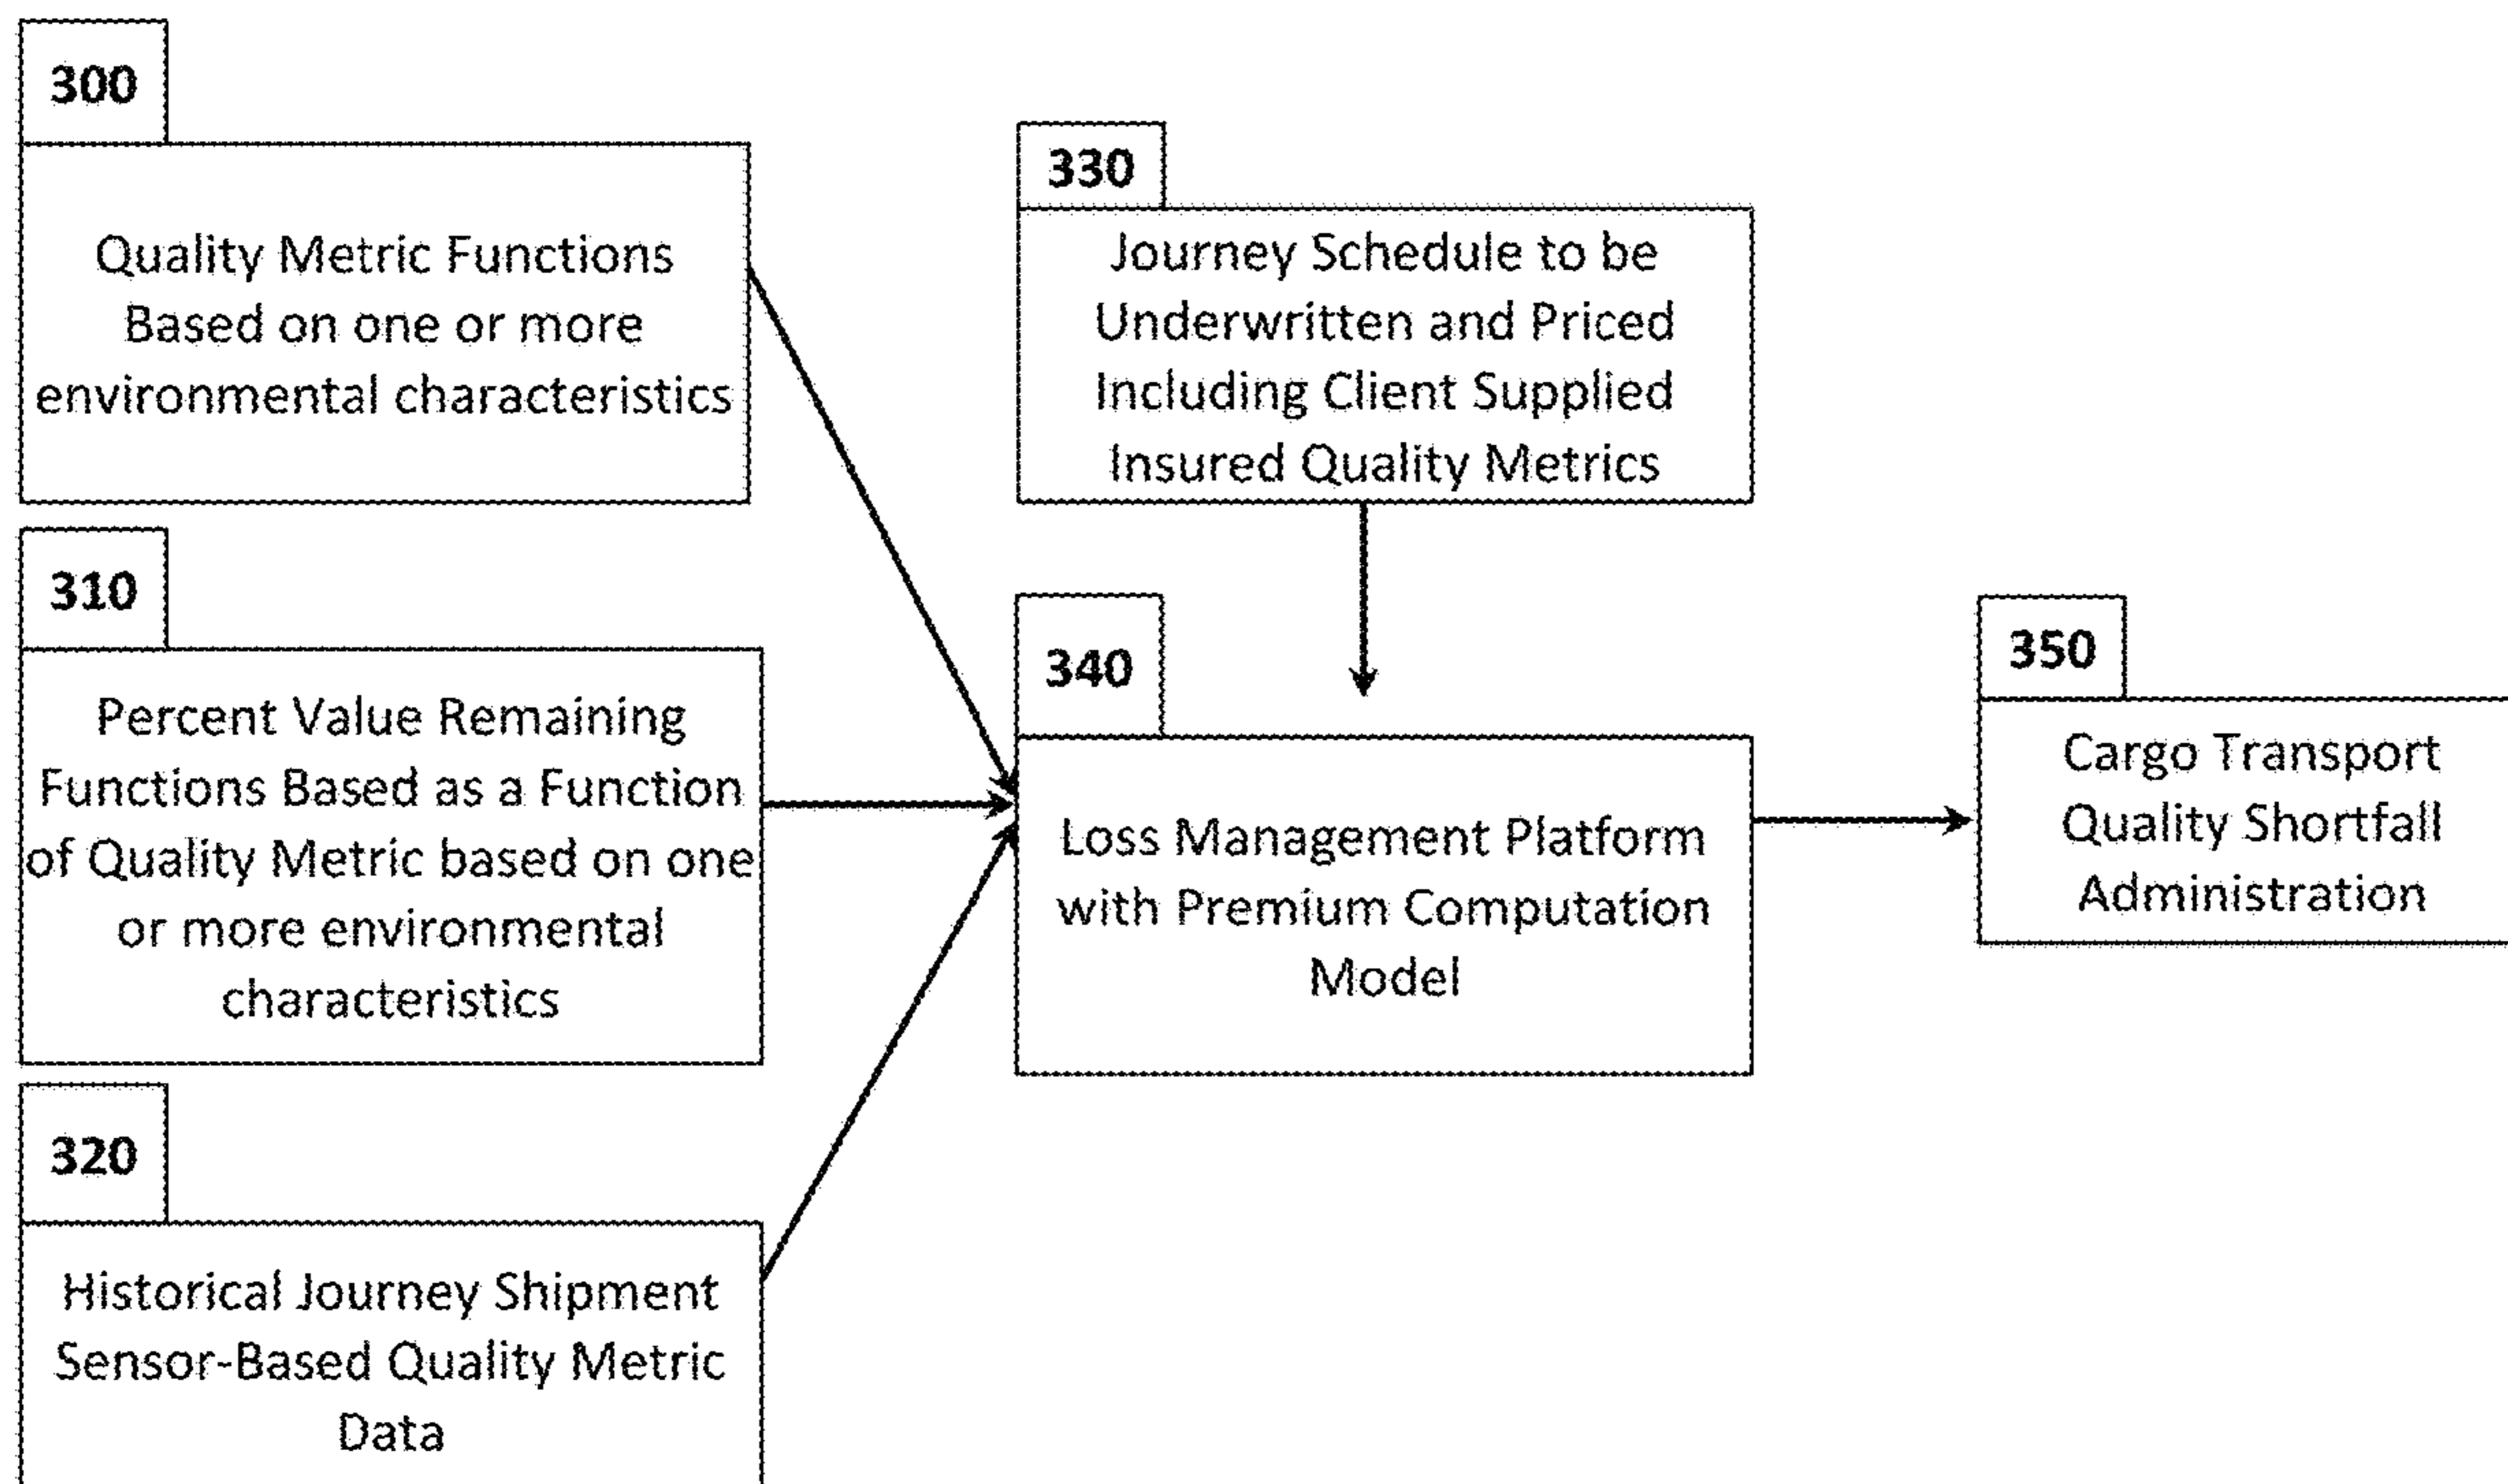 300
Quality Metric Functions
Based on one or more
environmental characteristics
310
Percent Value Remaining
Functions Based as a Function
of Quality Metric based on one
or more environmental
characteristics
320
Historical Journey Shipment
Sensor-Based Quality Metric
Data
330
Journey Schedule to be
Underwritten and Priced
Including Client Supplied
Insured Quality Metrics
340
Loss Management Platform
with Premium Computation
Model
350
Cargo Transport
Quality Shortfall
Administration